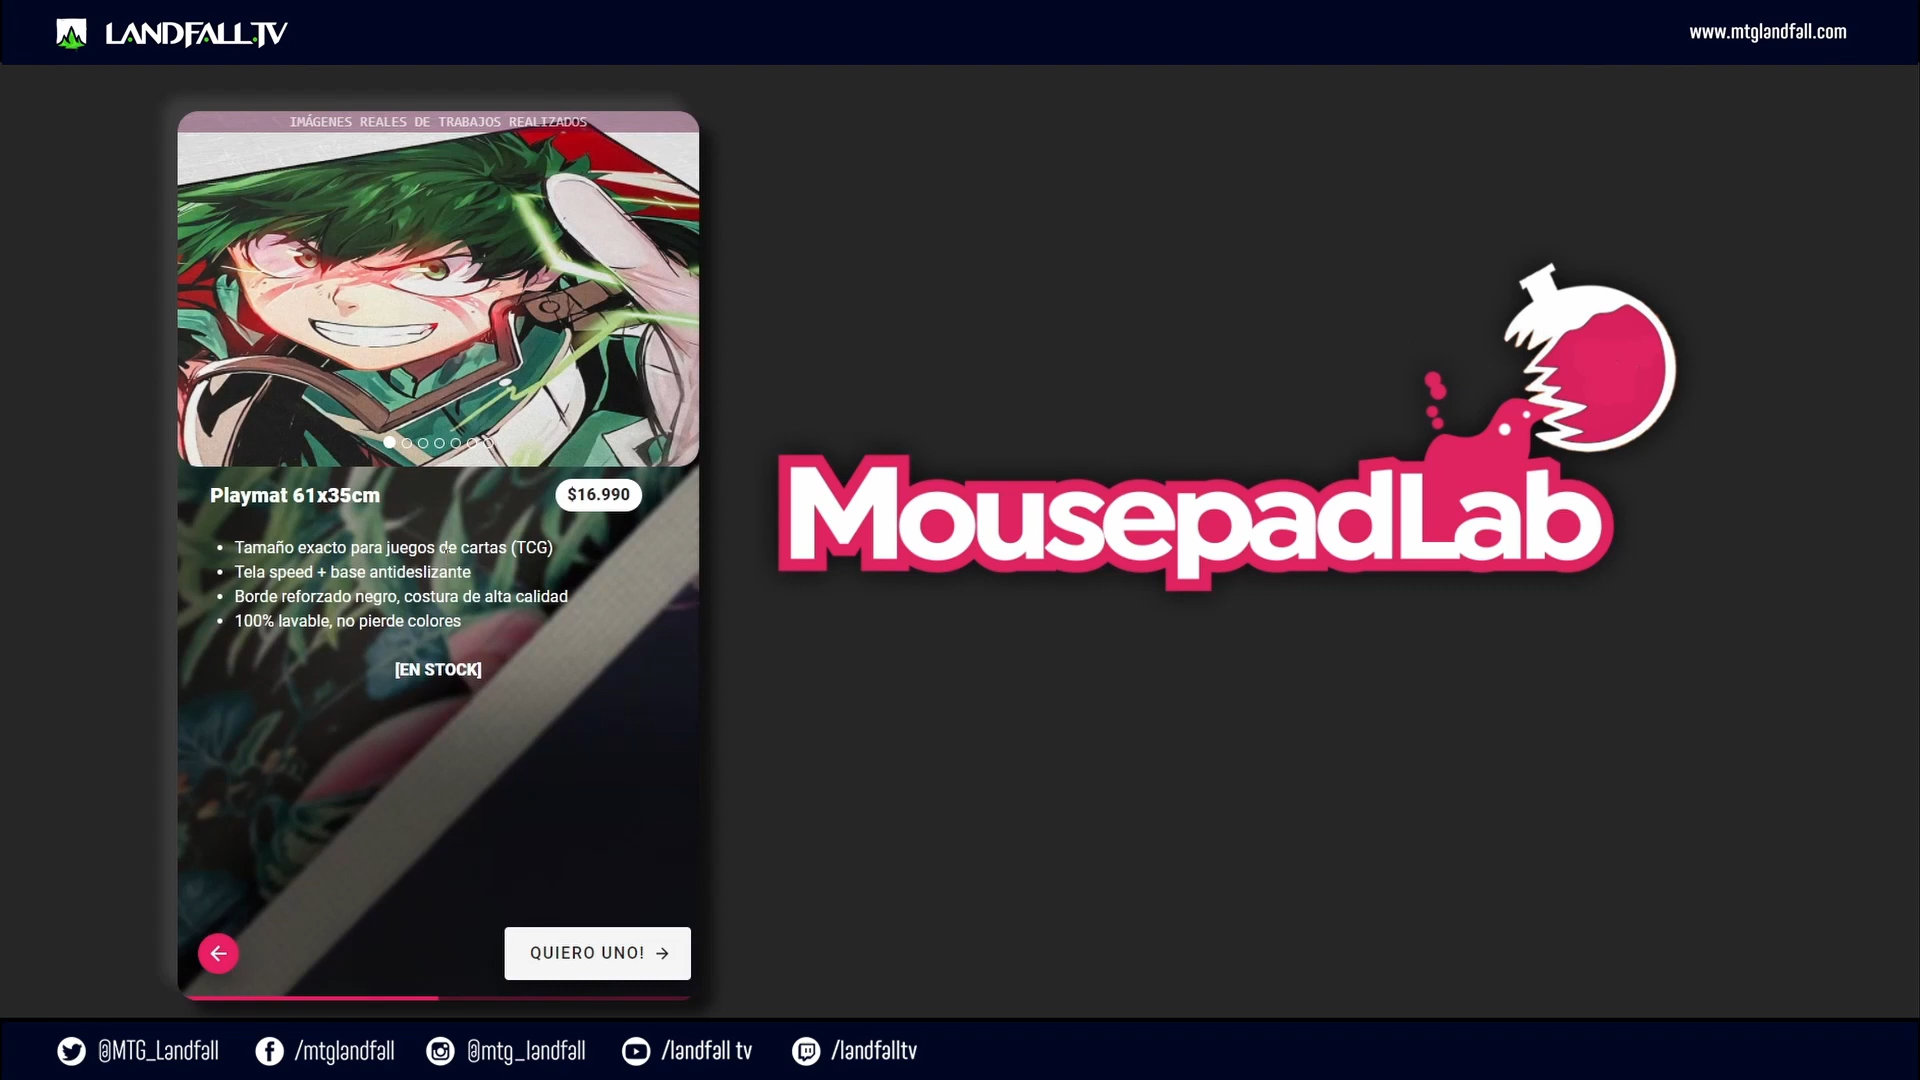 LANDFALL.TV
www.mtglandfall.com
IMÁGENES REALES DE TRABAJOS REALIZADOS
Playmat 61x35cm
$16.990
Tamaño exacto para juegos de cartas (TCG)
Tela speed + base antideslizante
Borde reforzado negro, costura de alta calidad
100% lavable, no pierde colores
[EN STOCK]
QUIERO UNO!
MousepadLab
@MTG_Landfall
/mtglandfall
@mtg_landfall
/landfall tv
/landfalltv